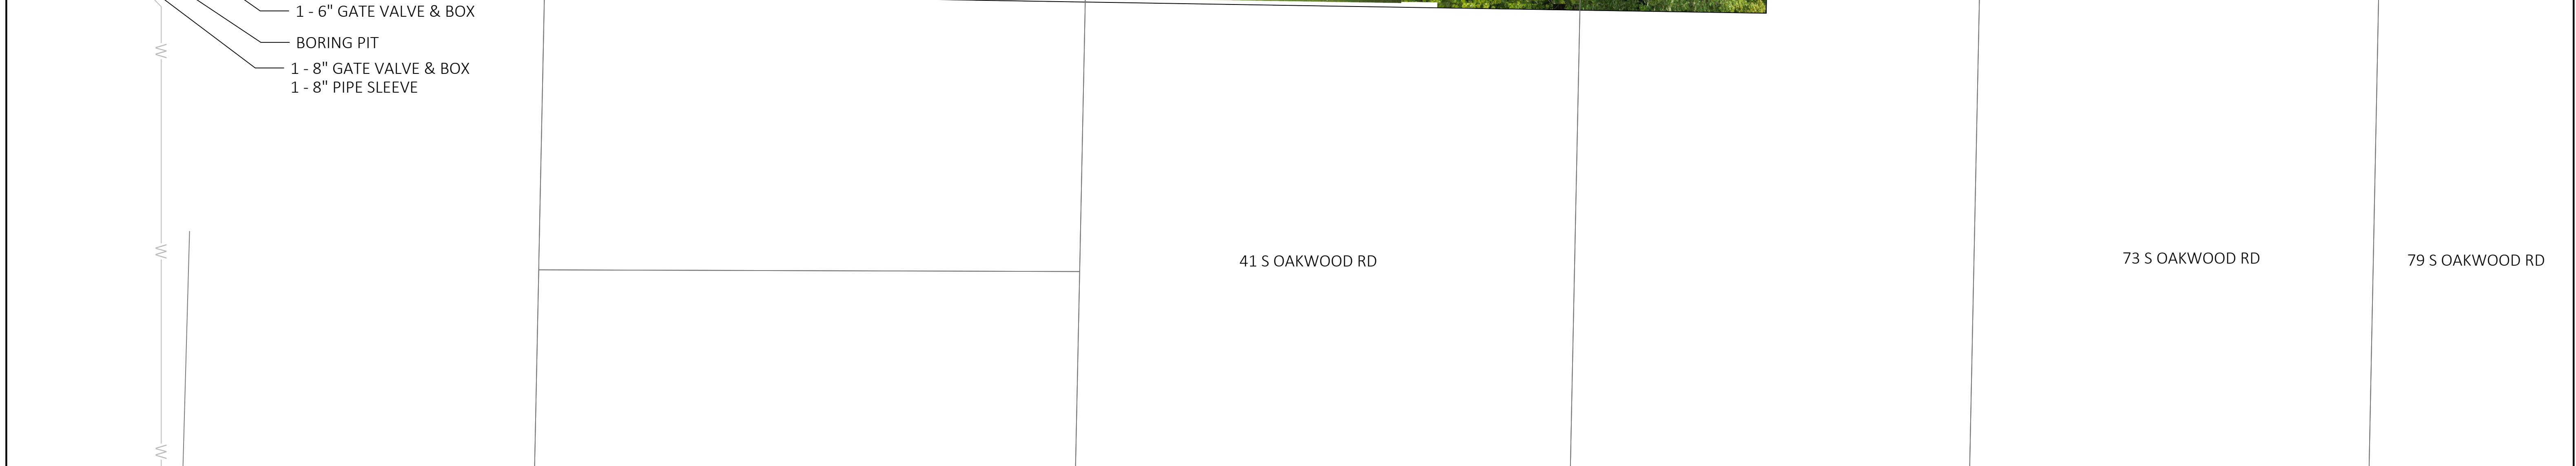 1 - 6" GATE VALVE & BOX
BORING PIT
1 - 8" GATE VALVE & BOX
1 - 8" PIPE SLEEVE
W
W
W
41 S OAKWOOD RD
73 S OAKWOOD RD
79 S OAKWOOD RD